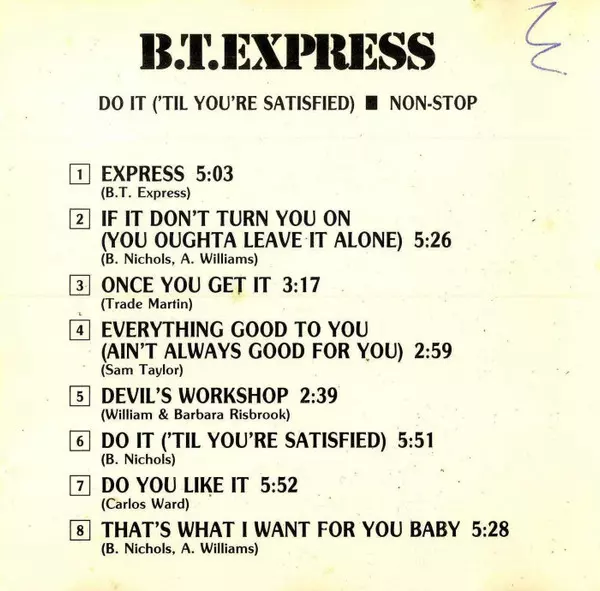 B.T.EXPRESS
DO IT ('TIL YOU'RE SATISFIED) ■ NON-STOP
1 EXPRESS 5:03
(B.T. Express)
2 IF IT DON'T TURN YOU ON
(YOU OUGHTA LEAVE IT ALONE) 5:26
(B. Nichols, A. Williams)
3 ONCE YOU GET IT 3:17
(Trade Martin)
4 EVERYTHING GOOD TO YOU
(AIN'T ALWAYS GOOD FOR YOU) 2:59
(Sam Taylor)
5 DEVIL'S WORKSHOP 2:39
(William & Barbara Risbrook)
6 DO IT ('TIL YOU'RE SATISFIED) 5:51
(B. Nichols)
7 DO YOU LIKE IT 5:52
(Carlos Ward)
8 THAT'S WHAT I WANT FOR YOU BABY 5:28
(B. Nichols, A. Williams)